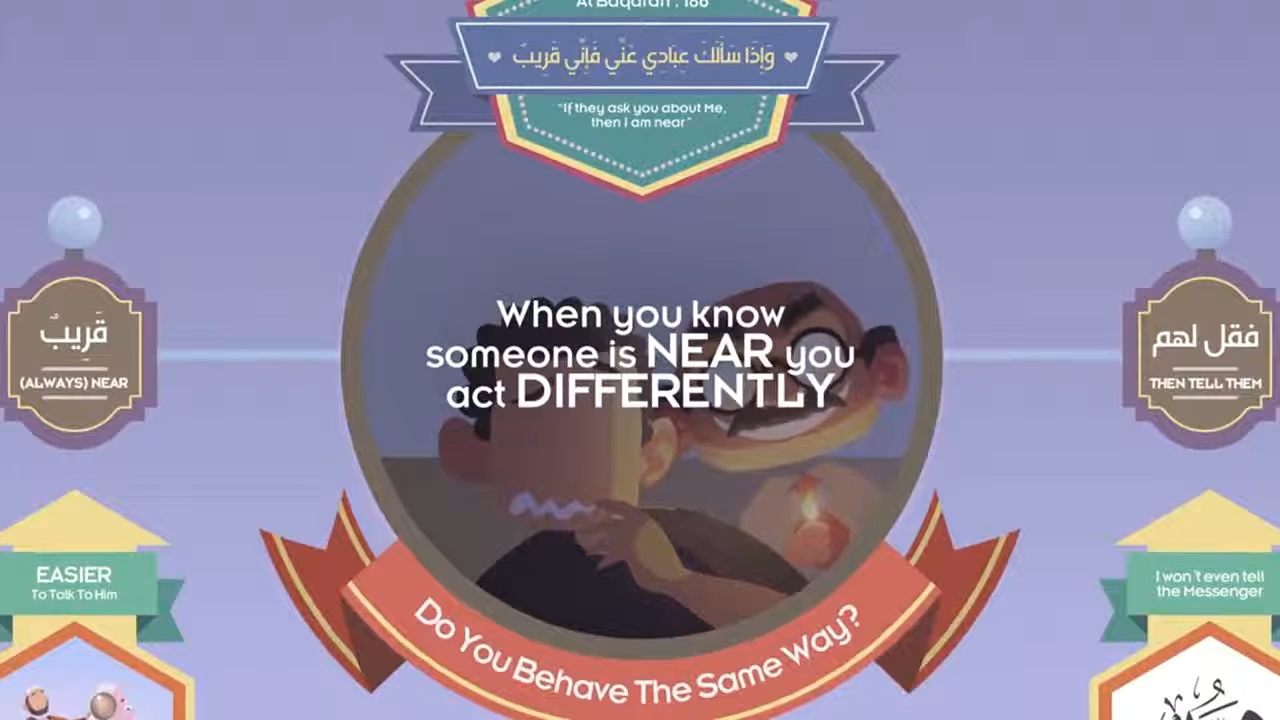 Al Baqarah : 186
وَإِذَا سَأَلَكَ عِبَادِي عَنِّي فَإِنِّي قَرِيبٌ
"If they ask you about Me,
then I am near"
When you know
someone is NEAR you
act DIFFERENTLY
قَرِيبٌ
(ALWAYS) NEAR
فقل لهم
THEN TELL THEM
EASIER
To Talk To Him
I won't even tell
the Messenger
Do You Behave The Same Way?